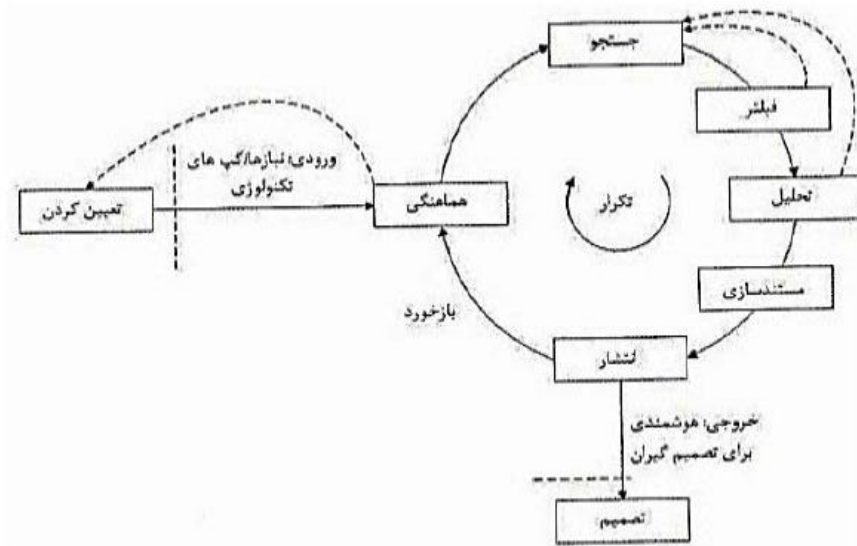 جستجو
فیلتر
ورودی: نیازها/گپ های
تکنولوژی
تعیین کردن
هماهنگی
تکرار
تحلیل
مستندسازی
بازخورد
انتشار
خروجی: هوشمندی
برای تصمیم گیران
تصمیم